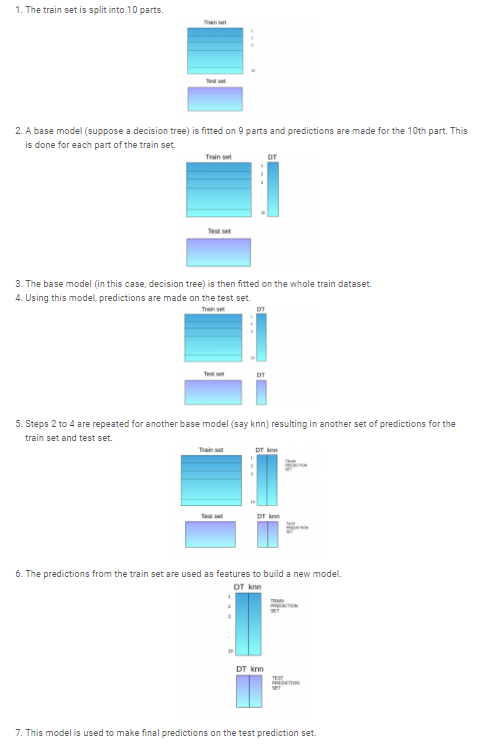 1. The train set is split into 10 parts.
Train set
1
2
3
10
Test set
2. A base model (suppose a decision tree) is fitted on 9 parts and predictions are made for the 10th part. This
is done for each part of the train set.
Train set DT
1
2
3
10
Test set
3. The base model (in this case, decision tree) is then fitted on the whole train dataset.
4. Using this model, predictions are made on the test set.
Train set DT
1
2
3
10
Test set DT
5. Steps 2 to 4 are repeated for another base model (say knn) resulting in another set of predictions for the
train set and test set.
Train set DT knn
1
2
3
10
TRAIN
PREDICTION
SET
Test set DT knn
TEST
PREDICTION
SET
6. The predictions from the train set are used as features to build a new model.
DT knn
1
2
3
10
TRAIN
PREDICTION
SET
DT knn
TEST
PREDICTION
SET
7. This model is used to make final predictions on the test prediction set.